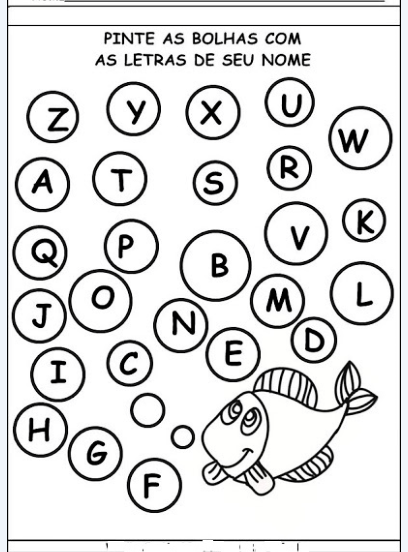 PINTE AS BOLHAS COM
AS LETRAS DE SEU NOME
Z Y X U W
A T S R K
Q P B V
J O N M L
I C E D
H G F